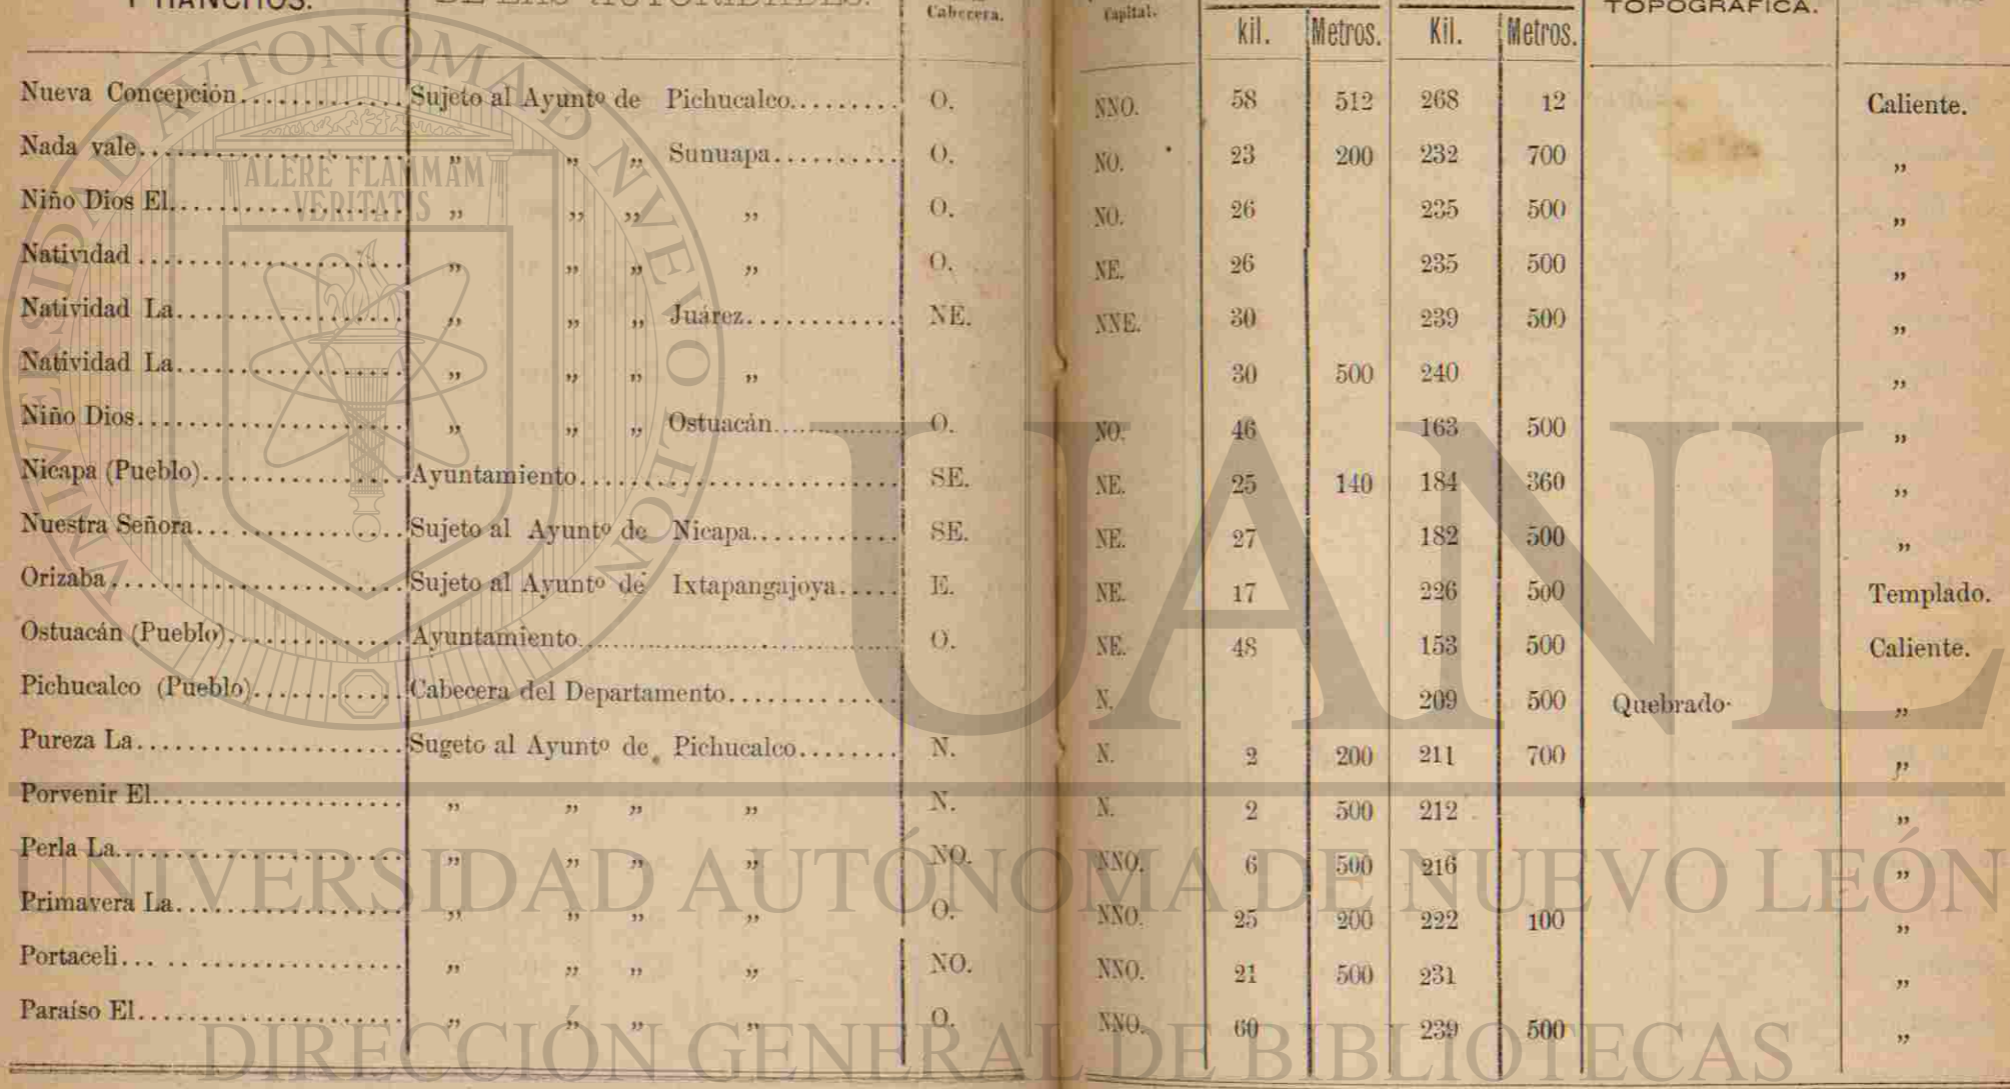 Y RANCHOS. DE LAS AUTORIDADES. Cabecera. Capital. TOPOGRAFICA.
kil. Metros. Kil. Metros.
Nueva Concepción............ Sujeto al Ayuntº de Pichucalco......... O. NNO. 58 512 268 12 Caliente.
Nada vale.................... „ „ „ Sunuapa.......... O. NO. 23 200 232 700 „
Niño Dios El.................. „ „ „ „ O. NO. 26 235 500 „
Natividad .................... „ „ „ „ O. NE. 26 235 500 „
Natividad La.................. „ „ „ Juárez............ NE. NNE. 30 239 500 „
Natividad La.................. „ „ „ „ 30 500 240 „
Niño Dios..................... „ „ „ Ostuacán............ O. NO. 46 163 500 „
Nicapa (Pueblo)............... Ayuntamiento........................ SE. NE. 25 140 184 360 „
Nuestra Señora................ Sujeto al Ayuntº de Nicapa............ SE. NE. 27 182 500 „
Orizaba....................... Sujeto al Ayuntº de Ixtapangajoya..... E. NE. 17 226 500 Templado.
Ostuacán (Pueblo)............. Ayuntamiento........................ O. NE. 48 153 500 Caliente.
Pichucalco (Pueblo)........... Cabecera del Departamento............ N. 209 500 Quebrado. „
Pureza La..................... Sugeto al Ayuntº de Pichucalco........ N. N. 2 200 211 700 „
Porvenir El................... „ „ „ „ N. N. 2 500 212 „
Perla La...................... „ „ „ „ NO. NNO. 6 500 216 „
Primavera La.................. „ „ „ „ O. NNO. 25 200 222 100 „
Portaceli..................... „ „ „ „ NO. NNO. 21 500 231 „
Paraíso El.................... „ „ „ „ O. NNO. 60 239 500 „
UNIVERSIDAD AUTÓNOMA DE NUEVO LEÓN
ALERE FLAMMAM
VERITATIS
UANL
UNIVERSIDAD AUTÓNOMA DE NUEVO LEÓN
DIRECCIÓN GENERAL DE BIBLIOTECAS